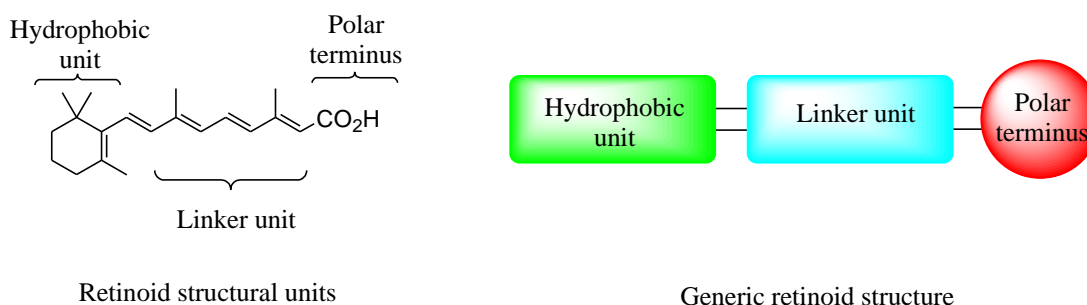 Hydrophobic
unit
Polar
terminus
CO2H
Linker unit
Retinoid structural units
Hydrophobic
unit
Linker unit
Polar
terminus
Generic retinoid structure